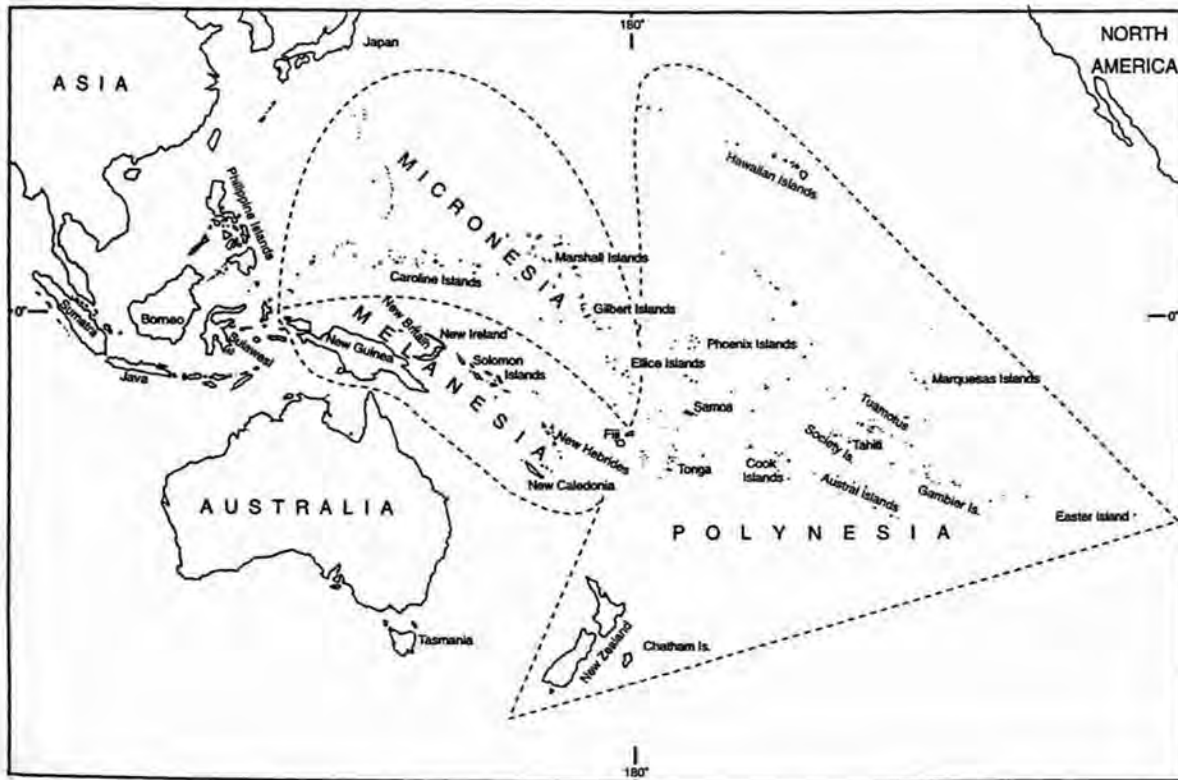 180°
NORTH
AMERICA
Japan
ASIA
Hawaiian Islands
Philippine Islands
MICRONESIA
Marshall Islands
Caroline Islands
Gilbert Islands
0°
0°
Sumatra
Borneo
Sulawesi
Java
MELANESIA
New Britain
New Ireland
New Guinea
Solomon
Islands
Phoenix Islands
Ellice Islands
Marquesas Islands
Samoa
Tuamotus
Fiji
Society Is.
Tahiti
New Hebrides
Tonga
Cook
Islands
New Caledonia
Austral Islands
Gambier Is.
Easter Island
AUSTRALIA
POLYNESIA
Tasmania
New Zealand
Chatham Is.
180°